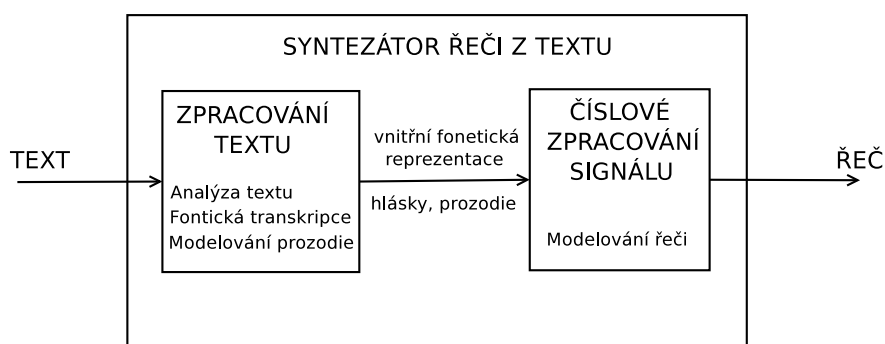 SYNTEZÁTOR ŘEČI Z TEXTU
TEXT
ZPRACOVÁNÍ
TEXTU
Analýza textu
Fontická transkripce
Modelování prozodie
vnitřní fonetická
reprezentace
hlásky, prozodie
ČÍSLOVÉ
ZPRACOVÁNÍ
SIGNÁLU
Modelování řeči
ŘEČ